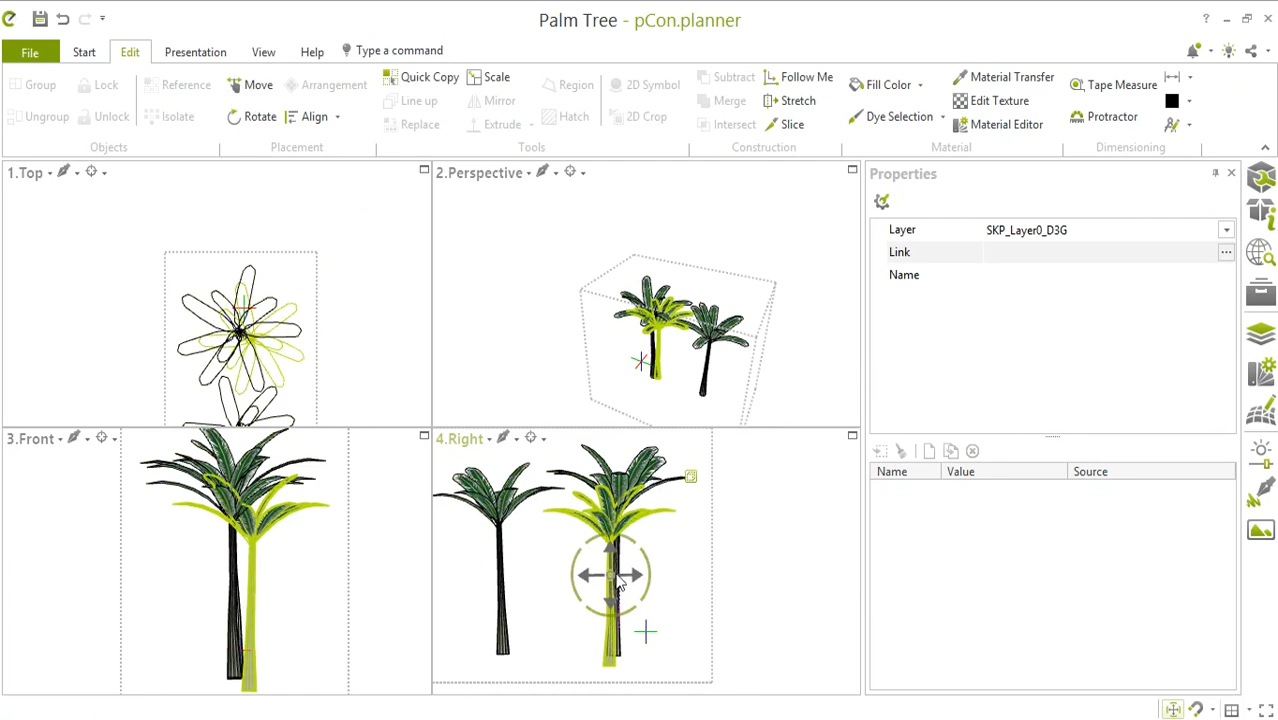 Palm Tree - pCon.planner
File
Start
Edit
Presentation
View
Help
Type a command
Group
Lock
Reference
Move
Arrangement
Quick Copy
Scale
Region
2D Symbol
Subtract
Follow Me
Fill Color
Material Transfer
Tape Measure
Line up
Mirror
Merge
Stretch
Edit Texture
Ungroup
Unlock
Isolate
Rotate
Align
Replace
Extrude
Hatch
2D Crop
Intersect
Slice
Dye Selection
Material Editor
Protractor
Objects
Placement
Tools
Construction
Material
Dimensioning
1.Top
2.Perspective
Properties
Layer
SKP_Layer0_D3G
Link
Name
3.Front
4.Right
Name
Value
Source